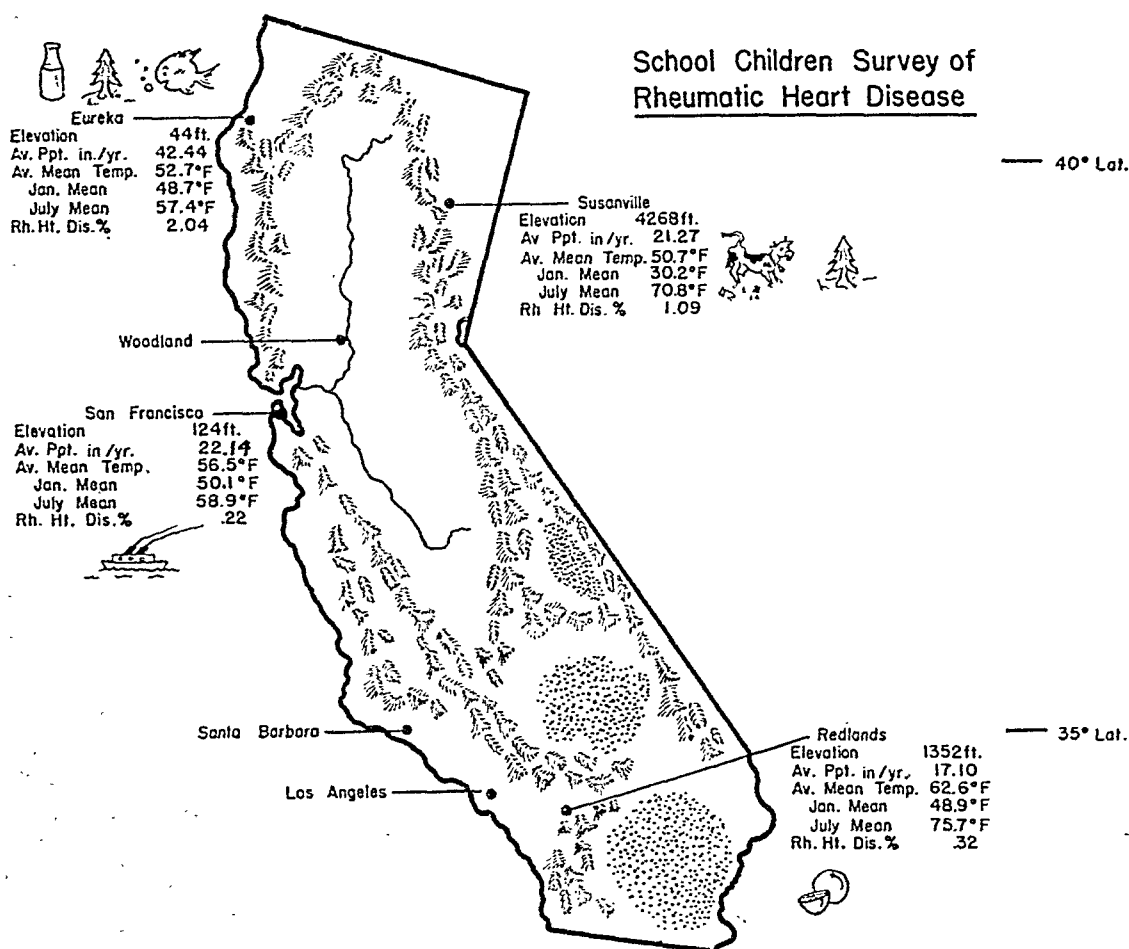 School Children Survey of
Rheumatic Heart Disease
Eureka
Elevation 44ft.
Av. Ppt. in./yr. 42.44
Av. Mean Temp. 52.7°F
Jan. Mean 48.7°F
July Mean 57.4°F
Rh. Ht. Dis.% 2.04
40° Lat.
Susanville
Elevation 4268ft.
Av Ppt. in/yr. 21.27
Av. Mean Temp. 50.7°F
Jan. Mean 30.2°F
July Mean 70.8°F
Rh Ht. Dis. % 1.09
Woodland
San Francisco
Elevation 124ft.
Av. Ppt. in/yr. 22.14
Av. Mean Temp. 56.5°F
Jan. Mean 50.1°F
July Mean 58.9°F
Rh. Ht. Dis.% .22
Santa Barbara
Los Angeles
35° Lat.
Redlands
Elevation 1352ft.
Av. Ppt. in/yr. 17.10
Av. Mean Temp. 62.6°F
Jan. Mean 48.9°F
July Mean 75.7°F
Rh. Ht. Dis.% .32